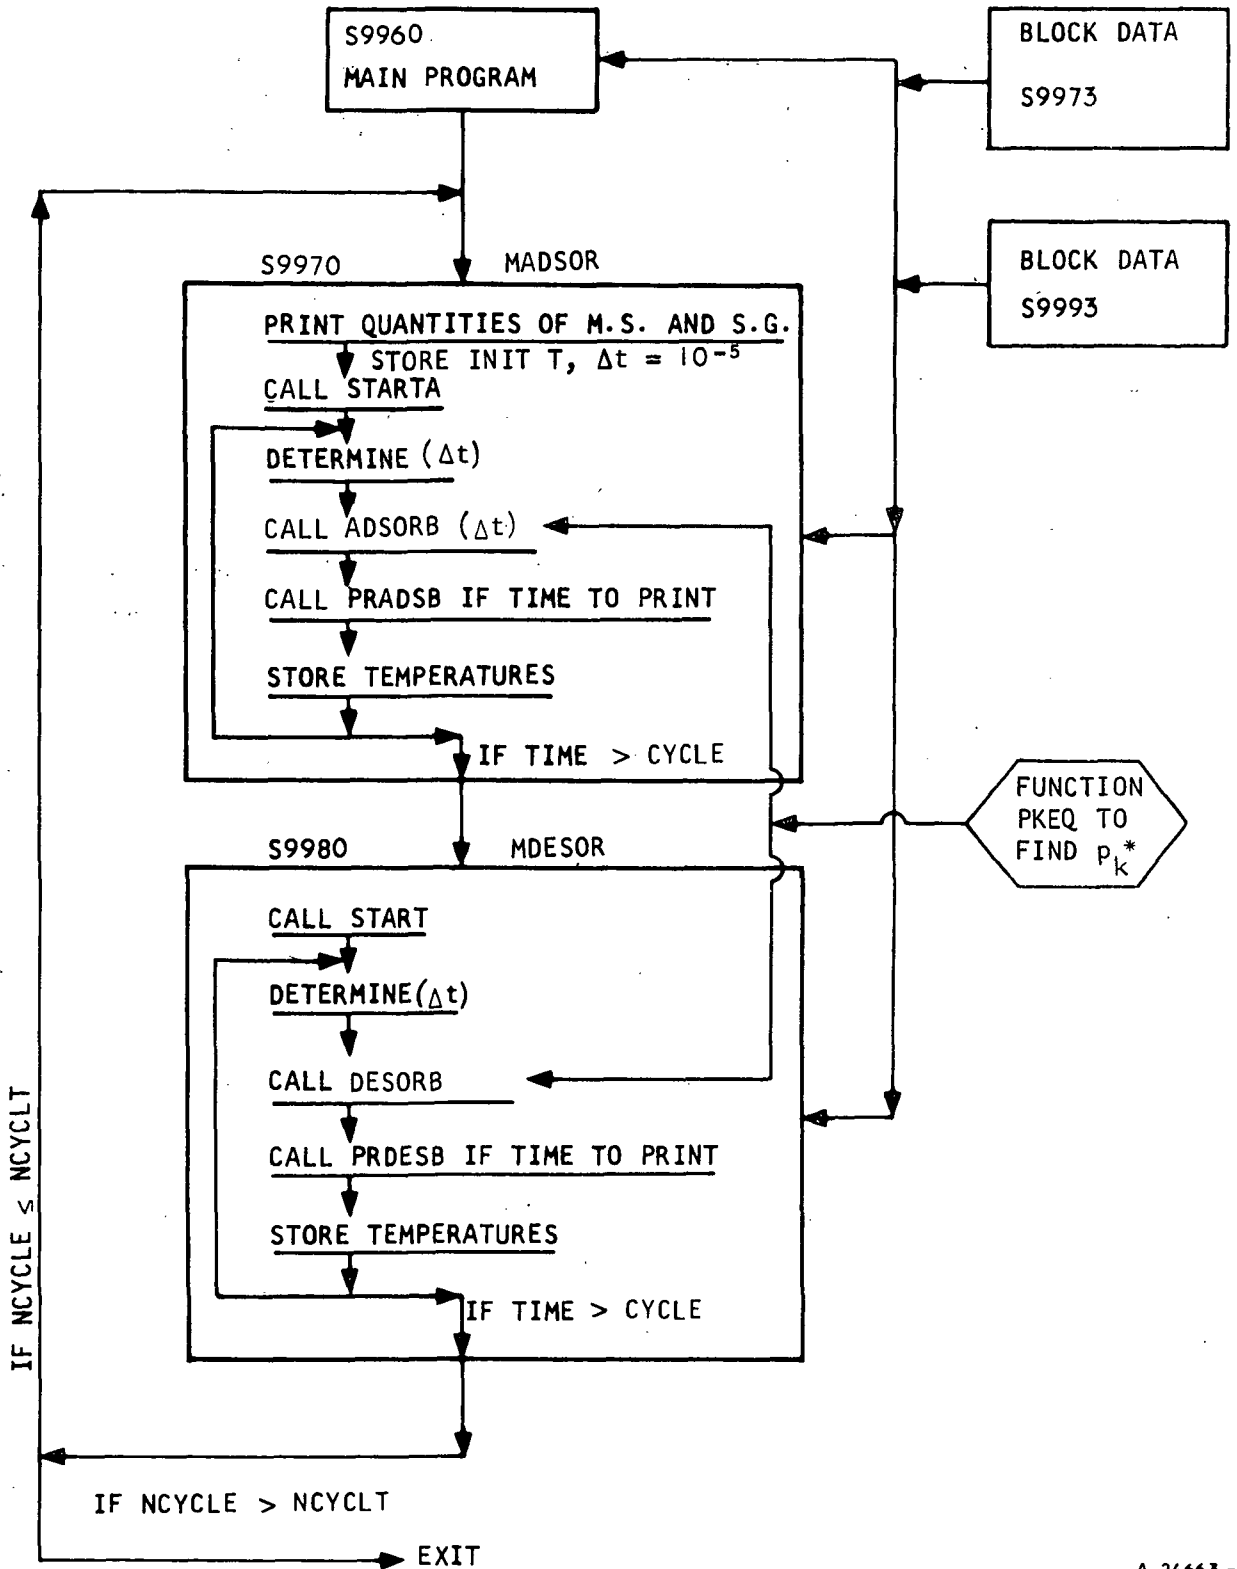 S9960
MAIN PROGRAM
BLOCK DATA
S9973
BLOCK DATA
S9993
S9970 MADSOR
PRINT QUANTITIES OF M.S. AND S.G.
STORE INIT T, Δt = 10⁻⁵
CALL STARTA
DETERMINE (Δt)
CALL ADSORB (Δt)
CALL PRADSB IF TIME TO PRINT
STORE TEMPERATURES
IF TIME > CYCLE
FUNCTION
PKEQ TO
FIND pₖ*
S9980 MDESOR
CALL START
DETERMINE (Δt)
CALL DESORB
CALL PRDESB IF TIME TO PRINT
STORE TEMPERATURES
IF TIME > CYCLE
IF NCYCLE ≤ NCYCLT
IF NCYCLE > NCYCLT
EXIT